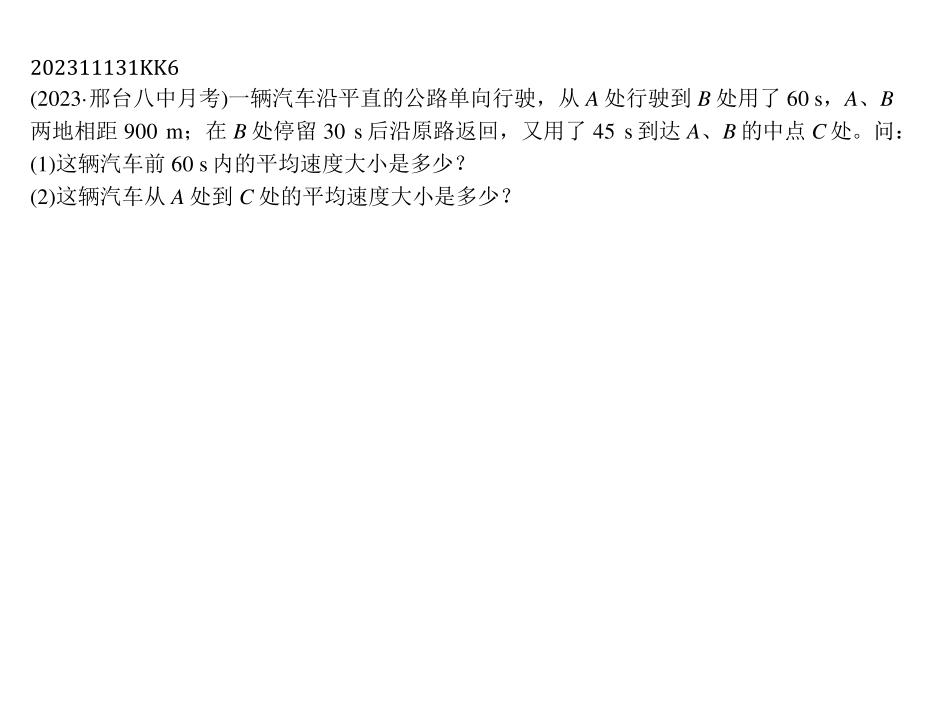 202311131KK6
(2023·邢台八中月考)一辆汽车沿平直的公路单向行驶，从 A 处行驶到 B 处用了 60 s，A、B
两地相距 900 m；在 B 处停留 30 s 后沿原路返回，又用了 45 s 到达 A、B 的中点 C 处。问：
(1)这辆汽车前 60 s 内的平均速度大小是多少？
(2)这辆汽车从 A 处到 C 处的平均速度大小是多少？